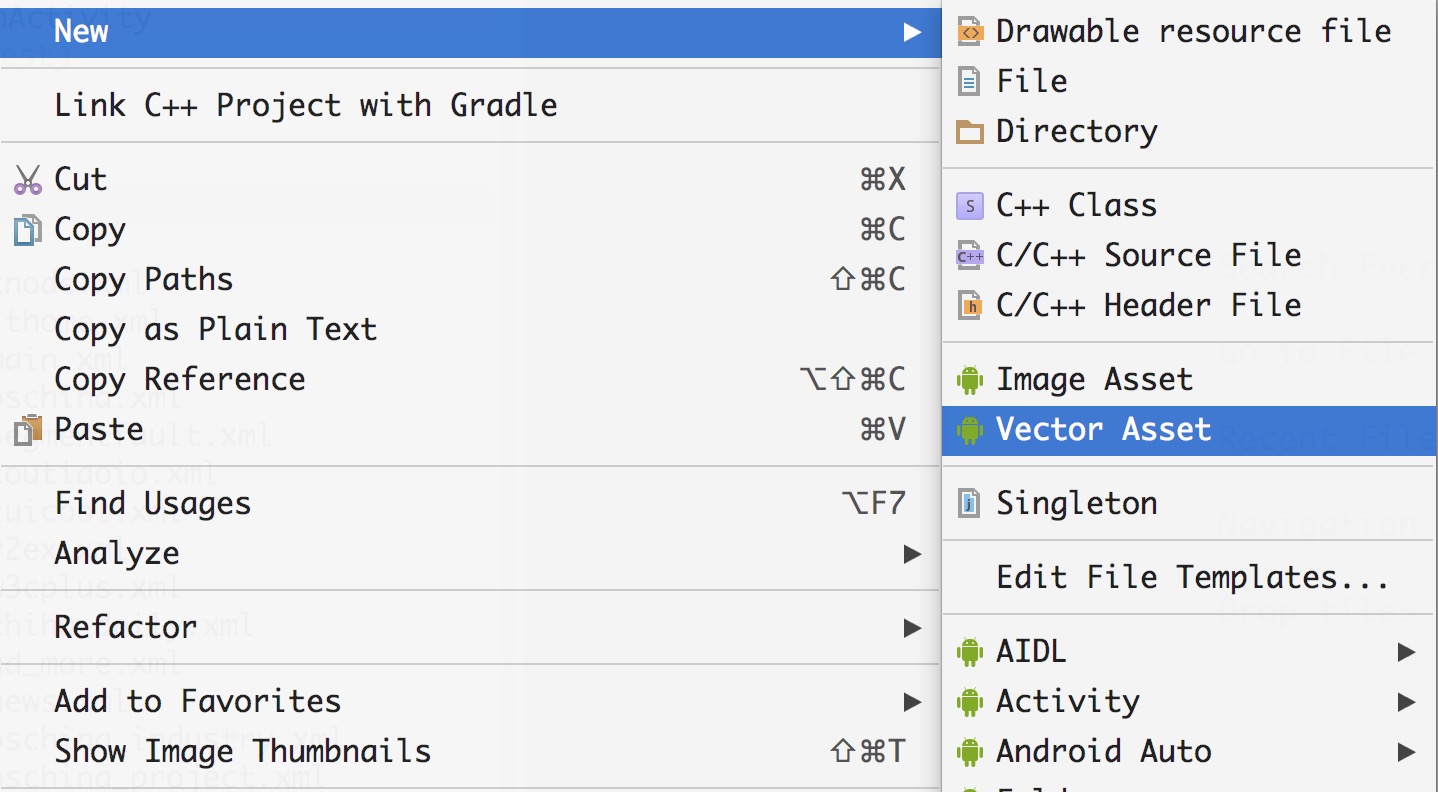 New
Link C++ Project with Gradle
Cut ⌘X
Copy ⌘C
Copy Paths ⇧⌘C
Copy as Plain Text
Copy Reference ⌥⇧⌘C
Paste ⌘V
Find Usages ⌥F7
Analyze
Refactor
Add to Favorites
Show Image Thumbnails ⇧⌘T
Drawable resource file
File
Directory
S C++ Class
C++ C/C++ Source File
h C/C++ Header File
Image Asset
Vector Asset
j Singleton
Edit File Templates...
AIDL
Activity
Android Auto